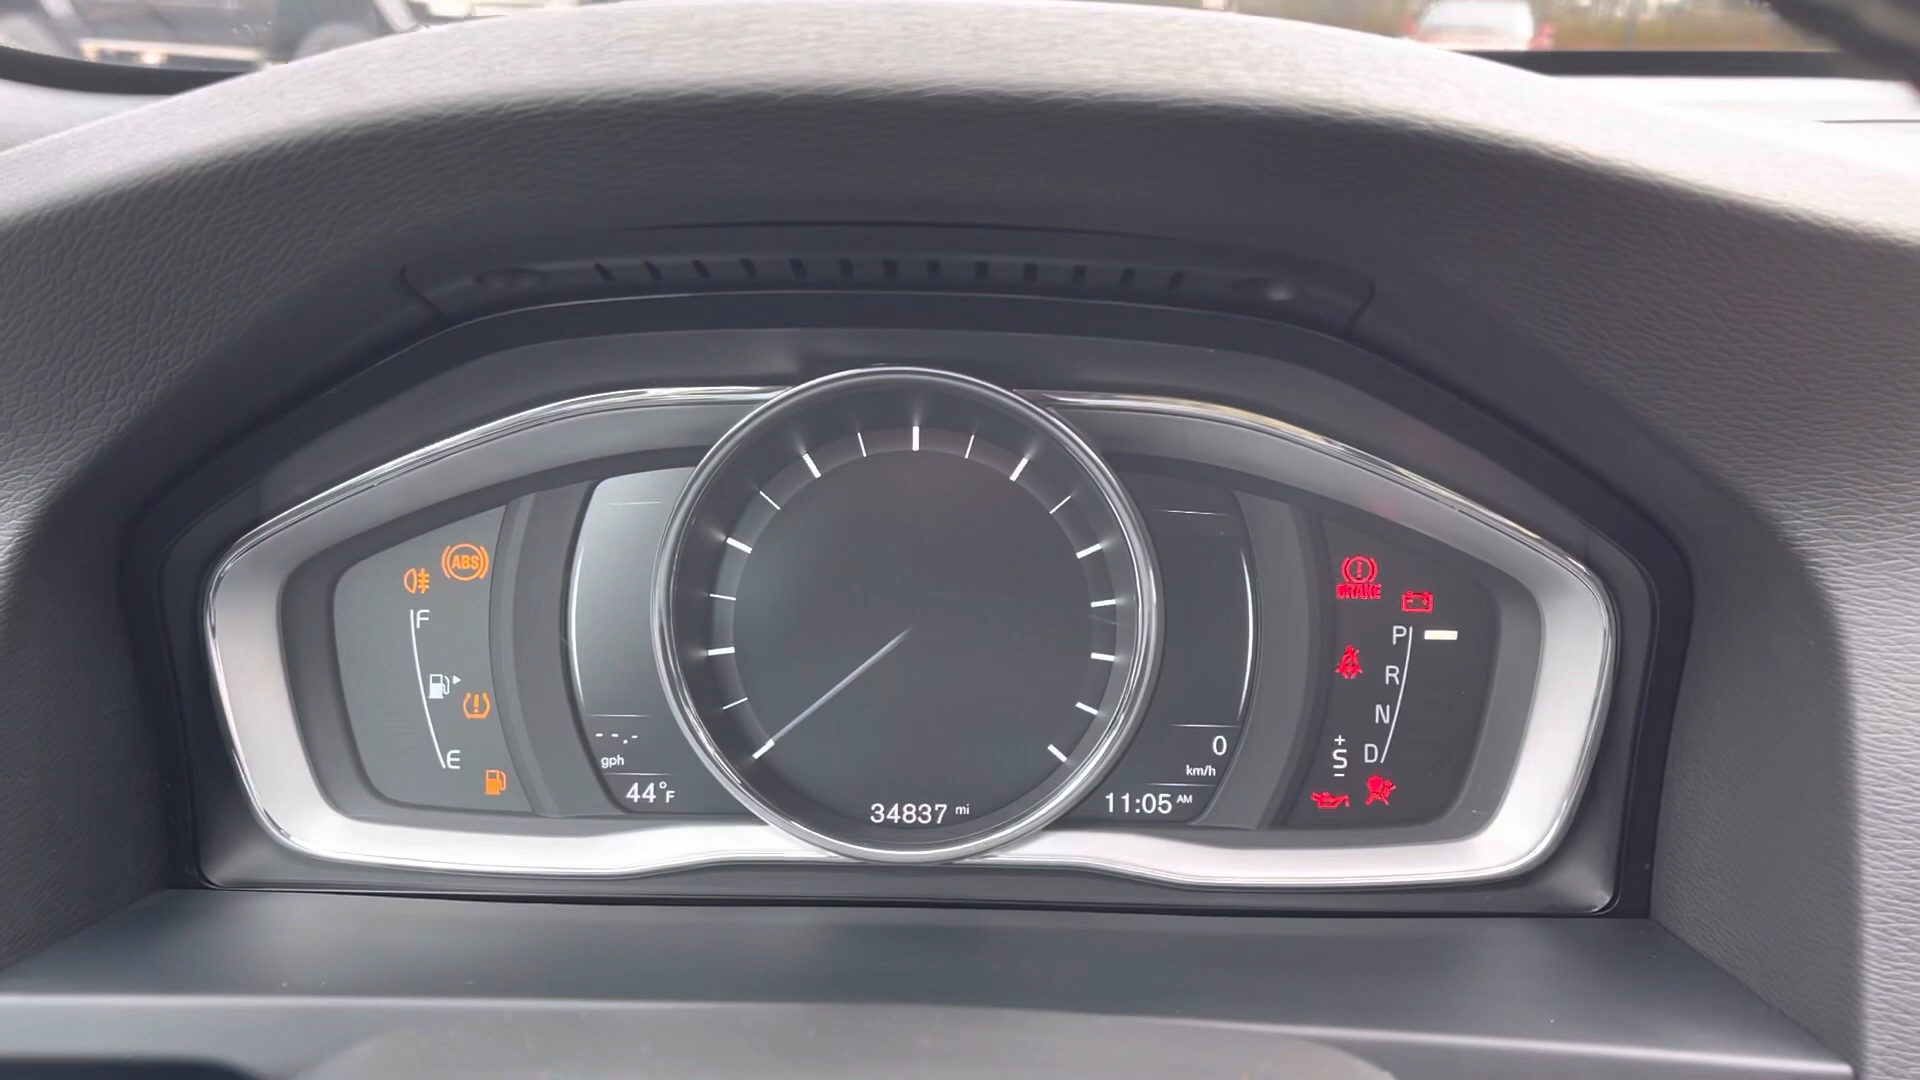 ABS
F
E
--.-
gph
44°F
34837 mi
0
km/h
11:05 AM
BRAKE
P
R
N
D
+
S
−